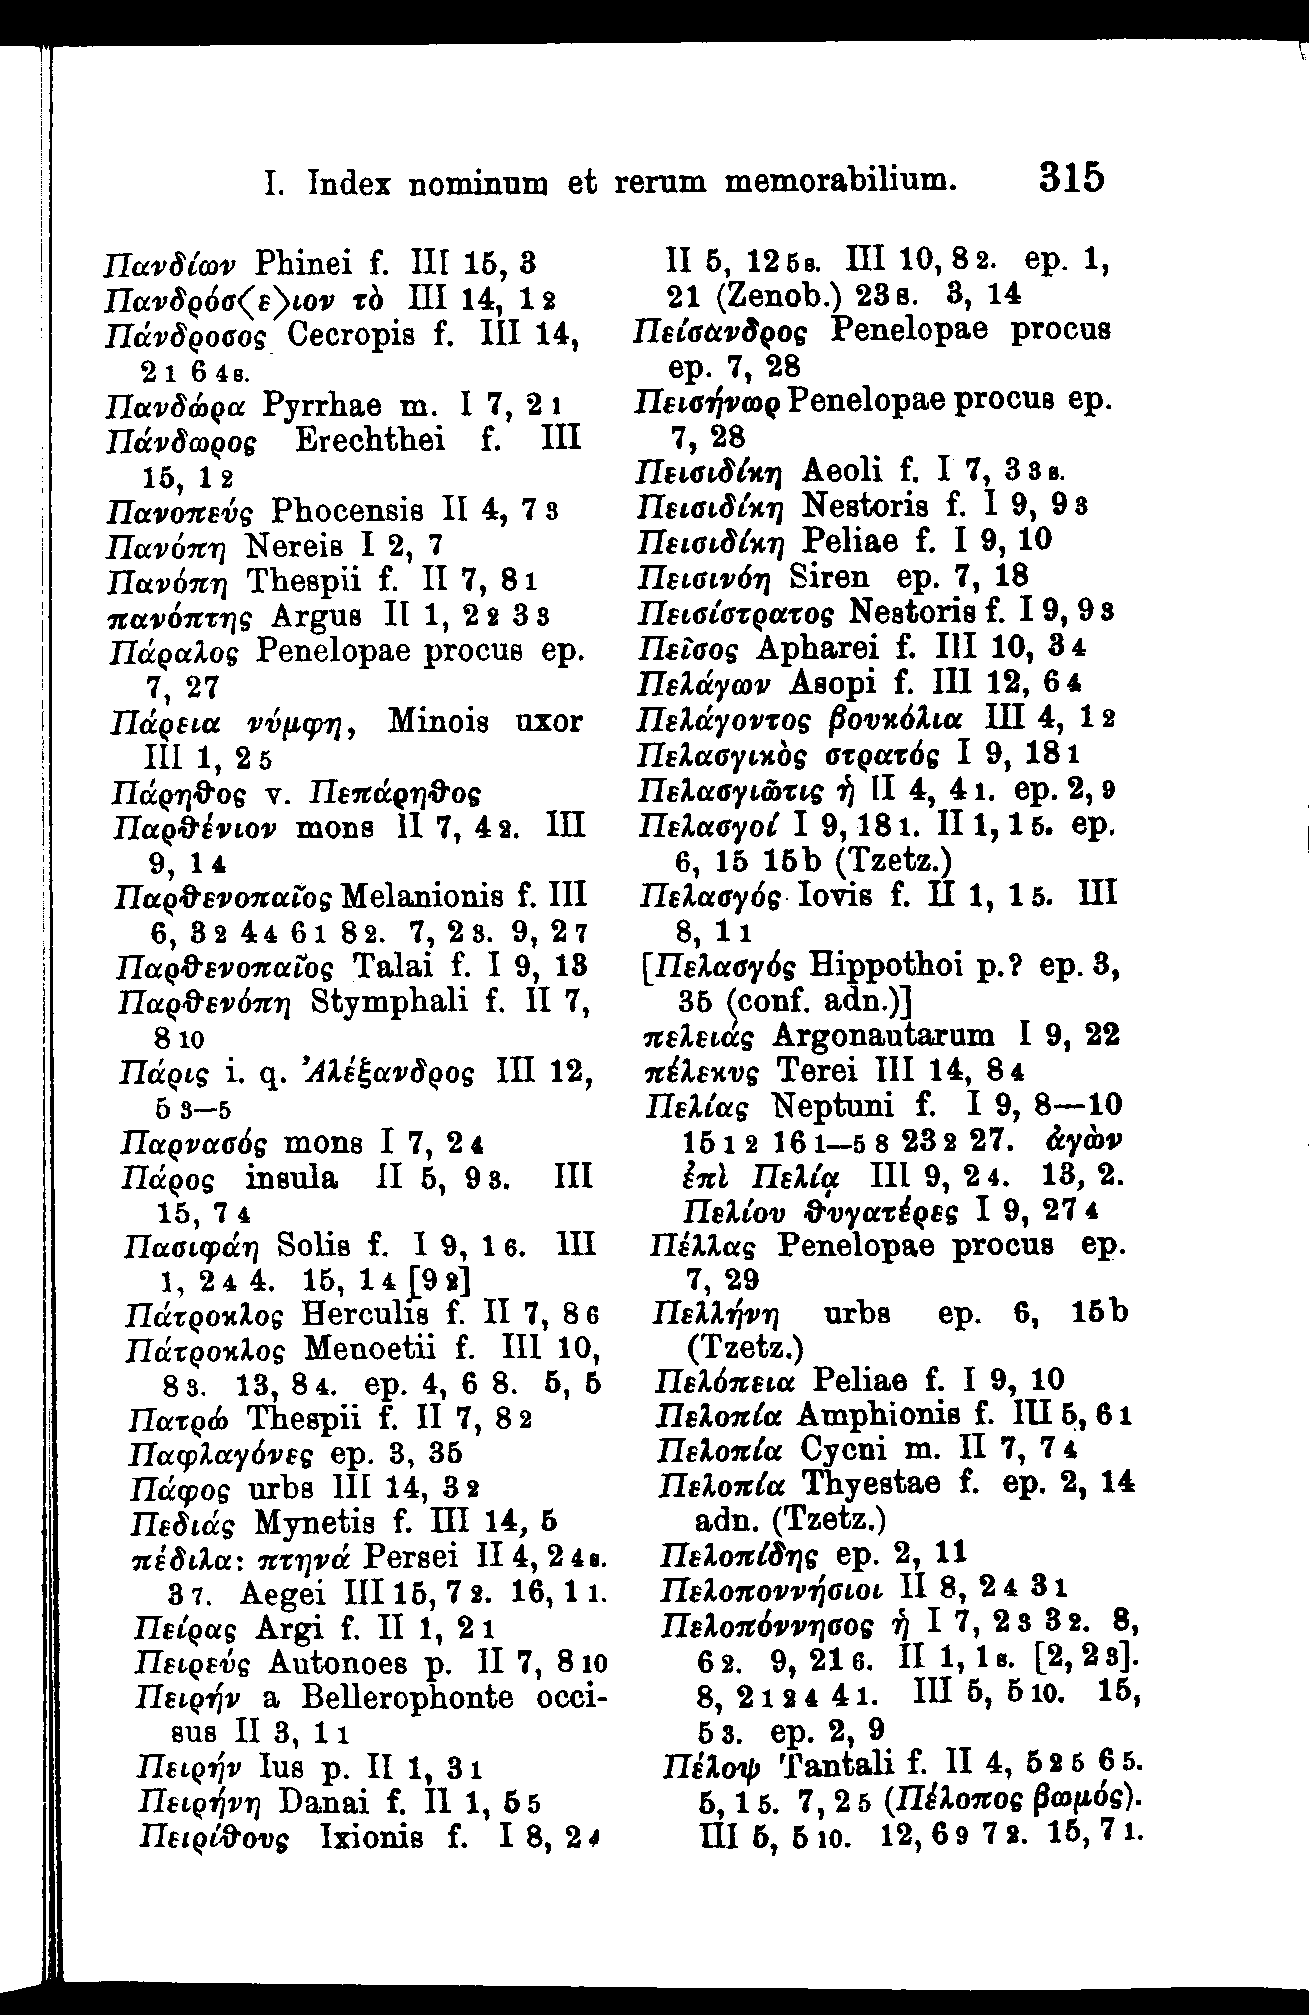 I. Index nominum et rerum memorabilium. 315
Πανδίων Phinei f. III 15, 3
Πανδρόσ⟨ε⟩ιον τὸ III 14, 1 2
Πάνδροσος Cecropis f. III 14,
2 1 6 4 s.
Πανδώρα Pyrrhae m. I 7, 2 1
Πάνδωρος Erechthei f. III
15, 1 2
Πανοπεύς Phocensis II 4, 7 3
Πανόπη Nereis I 2, 7
Πανόπη Thespii f. II 7, 8 1
πανόπτης Argus II 1, 2 2 3 3
Πάραλος Penelopae procus ep.
7, 27
Πάρεια νύμφη, Minois uxor
III 1, 2 5
Πάρηθος v. Πεπάρηθος
Παρθένιον mons II 7, 4 2. III
9, 1 4
Παρθενοπαῖος Melanionis f. III
6, 3 2 4 4 6 1 8 2. 7, 2 3. 9, 2 7
Παρθενοπαῖος Talai f. I 9, 13
Παρθενόπη Stymphali f. II 7,
8 10
Πάρις i. q. Ἀλέξανδρος III 12,
5 3—5
Παρνασός mons I 7, 2 4
Πάρος insula II 5, 9 3. III
15, 7 4
Πασιφάη Solis f. I 9, 1 6. III
1, 2 4 4. 15, 1 4 [9 2]
Πάτροκλος Herculis f. II 7, 8 6
Πάτροκλος Menoetii f. III 10,
8 3. 13, 8 4. ep. 4, 6 8. 5, 5
Πατρώ Thespii f. II 7, 8 2
Παφλαγόνες ep. 3, 35
Πάφος urbs III 14, 3 2
Πεδιάς Mynetis f. III 14, 5
πέδιλα: πτηνά Persei II 4, 2 4 s.
3 7. Aegei III 15, 7 2. 16, 1 1.
Πείρας Argi f. II 1, 2 1
Πειρεύς Autonoes p. II 7, 8 10
Πειρήν a Bellerophonte occi-
sus II 3, 1 1
Πειρήν Ius p. II 1, 3 1
Πειρήνη Danai f. II 1, 5 5
Πειρίθους Ixionis f. I 8, 2 4
II 5, 12 5 s. III 10, 8 2. ep. 1,
21 (Zenob.) 23 s. 3, 14
Πείσανδρος Penelopae procus
ep. 7, 28
Πεισήνωρ Penelopae procus ep.
7, 28
Πεισιδίκη Aeoli f. I 7, 3 3 s.
Πεισιδίκη Nestoris f. I 9, 9 3
Πεισιδίκη Peliae f. I 9, 10
Πεισινόη Siren ep. 7, 18
Πεισίστρατος Nestoris f. I 9, 9 3
Πεῖσος Apharei f. III 10, 3 4
Πελάγων Asopi f. III 12, 6 4
Πελάγοντος βουκόλια III 4, 1 2
Πελασγικὸς στρατός I 9, 18 1
Πελασγιῶτις ἡ II 4, 4 1. ep. 2, 9
Πελασγοί I 9, 18 1. II 1, 1 5. ep.
6, 15 15b (Tzetz.)
Πελασγός Iovis f. II 1, 1 5. III
8, 1 1
[Πελασγός Hippothoi p.? ep. 3,
35 (conf. adn.)]
πελειάς Argonautarum I 9, 22
πέλεκυς Terei III 14, 8 4
Πελίας Neptuni f. I 9, 8—10
15 1 2 16 1—5 8 23 2 27. ἀγὼν
ἐπὶ Πελίᾳ III 9, 2 4. 13, 2.
Πελίου θυγατέρες I 9, 27 4
Πέλλας Penelopae procus ep.
7, 29
Πελλήνη urbs ep. 6, 15b
(Tzetz.)
Πελόπεια Peliae f. I 9, 10
Πελοπία Amphionis f. III 5, 6 1
Πελοπία Cycni m. II 7, 7 4
Πελοπία Thyestae f. ep. 2, 14
adn. (Tzetz.)
Πελοπίδης ep. 2, 11
Πελοποννήσιοι II 8, 2 4 3 1
Πελοπόννησος ἡ I 7, 2 3 3 2. 8,
6 2. 9, 21 6. II 1, 1 s. [2, 2 3].
8, 2 1 2 4 4 1. III 5, 5 10. 15,
5 3. ep. 2, 9
Πέλοψ Tantali f. II 4, 5 2 5 6 5.
5, 1 5. 7, 2 5 (Πέλοπος βωμός).
III 5, 5 10. 12, 6 9 7 2. 15, 7 1.